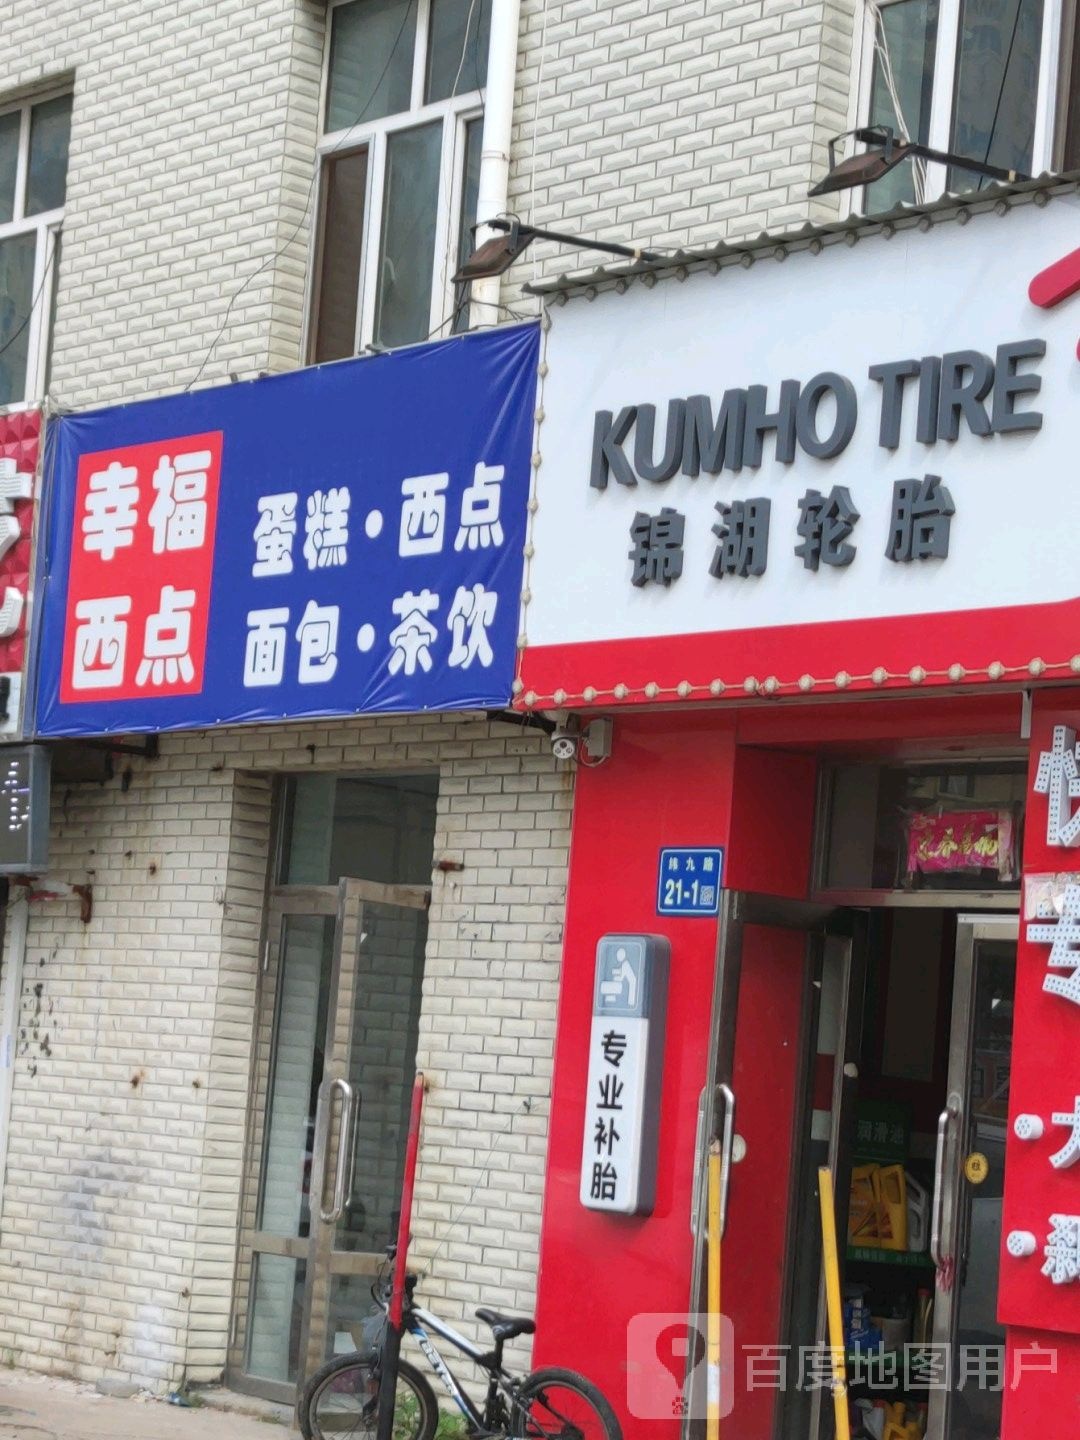 幸福
西点
蛋糕·西点
面包·茶饮
KUMHO TIRE
锦湖轮胎
纬九路
21-1
专业补胎
润滑油
百度地图用户